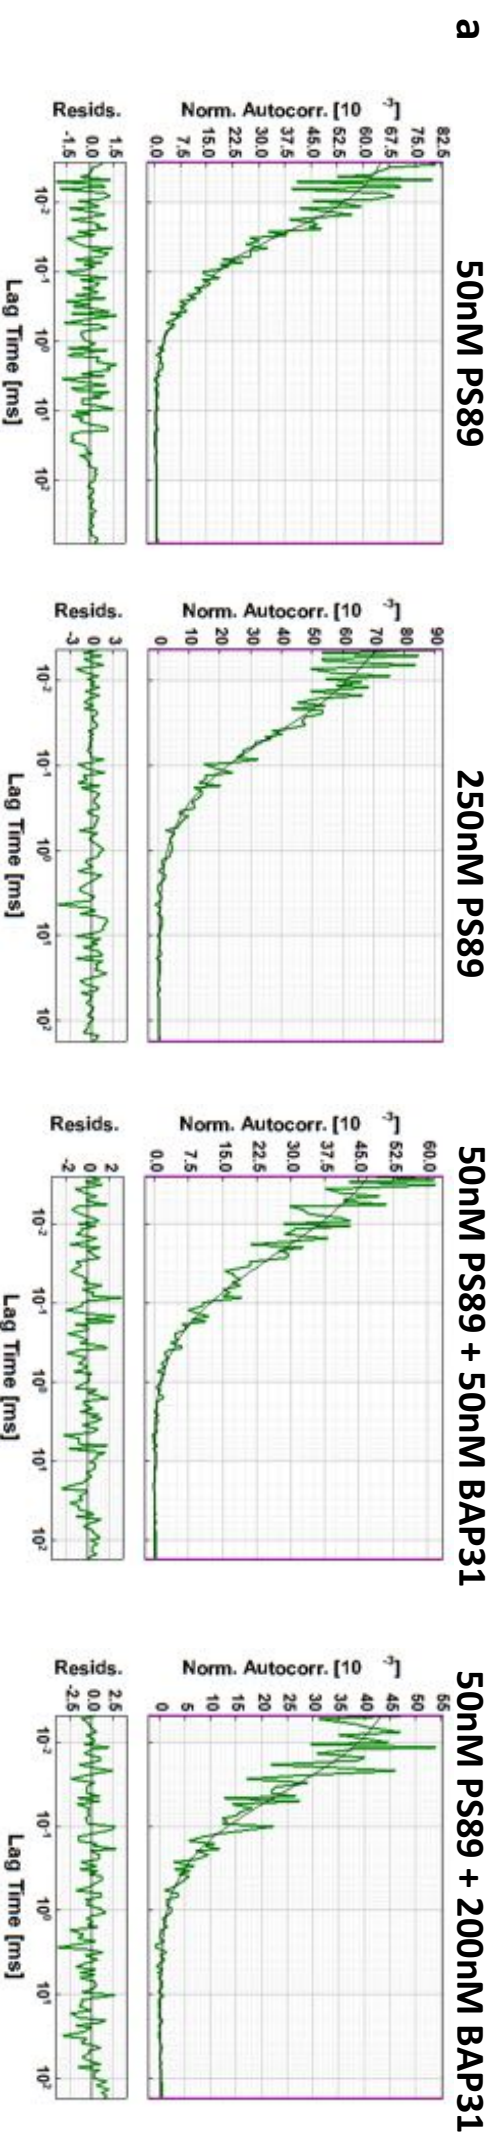 a
50nM PS89
Norm. Autocorr. [10⁻³]
82.5
75.0
67.5
60.0
52.5
45.0
37.5
30.0
22.5
15.0
7.5
0.0
Resids.
1.5
0.0
-1.5
10⁻² 10⁻¹ 10⁰ 10¹ 10²
Lag Time [ms]
250nM PS89
Norm. Autocorr. [10⁻³]
90
80
70
60
50
40
30
20
10
0
Resids.
3
0
-3
10⁻² 10⁻¹ 10⁰ 10¹ 10²
Lag Time [ms]
50nM PS89 + 50nM BAP31
Norm. Autocorr. [10⁻³]
60.0
52.5
45.0
37.5
30.0
22.5
15.0
7.5
0.0
Resids.
2
0
-2
10⁻² 10⁻¹ 10⁰ 10¹ 10²
Lag Time [ms]
50nM PS89 + 200nM BAP31
Norm. Autocorr. [10⁻³]
55
50
45
40
35
30
25
20
15
10
5
0
Resids.
2.5
0.0
-2.5
10⁻² 10⁻¹ 10⁰ 10¹ 10²
Lag Time [ms]